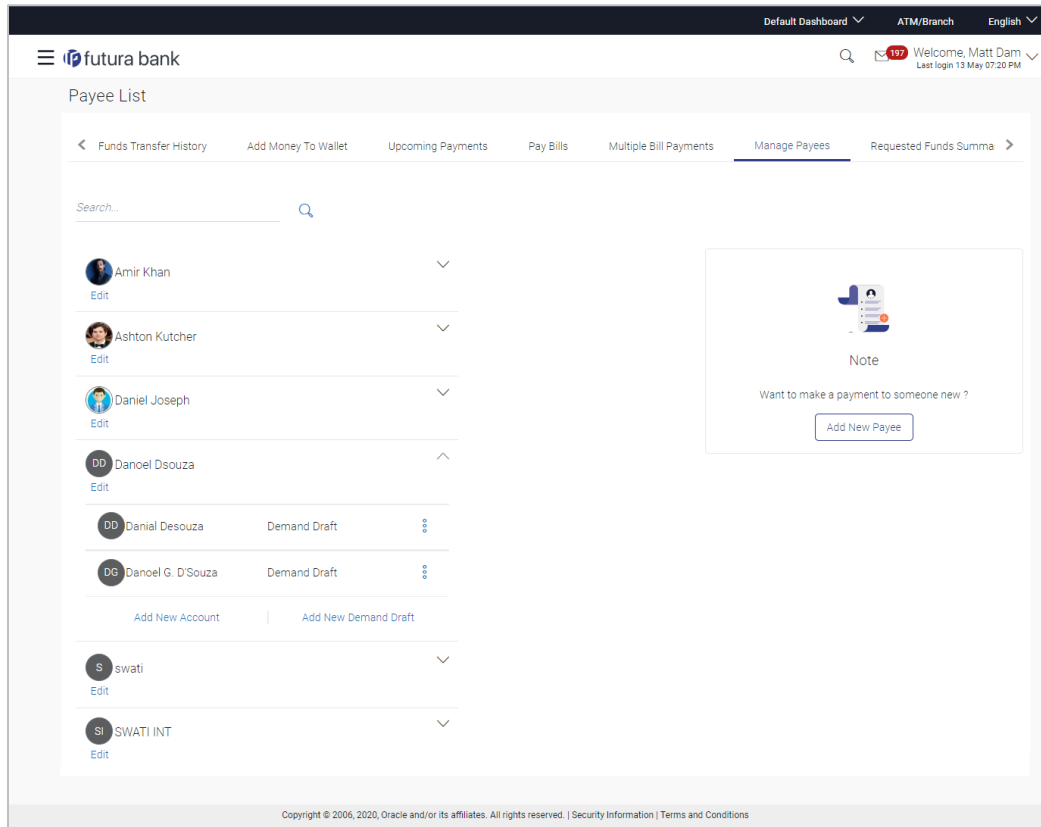 Default Dashboard ATM/Branch English
futura bank 197 Welcome, Matt Dam
Last login 13 May 07:20 PM
Payee List
Funds Transfer History Add Money To Wallet Upcoming Payments Pay Bills Multiple Bill Payments Manage Payees Requested Funds Summa
Search...
Amir Khan
Edit
Ashton Kutcher
Edit
Daniel Joseph
Edit
DD Danoel Dsouza
Edit
DD Danial Desouza Demand Draft
DG Danoel G. D'Souza Demand Draft
Add New Account Add New Demand Draft
S swati
Edit
SI SWATI INT
Edit
Note
Want to make a payment to someone new ?
Add New Payee
Copyright © 2006, 2020, Oracle and/or its affiliates. All rights reserved. | Security Information | Terms and Conditions